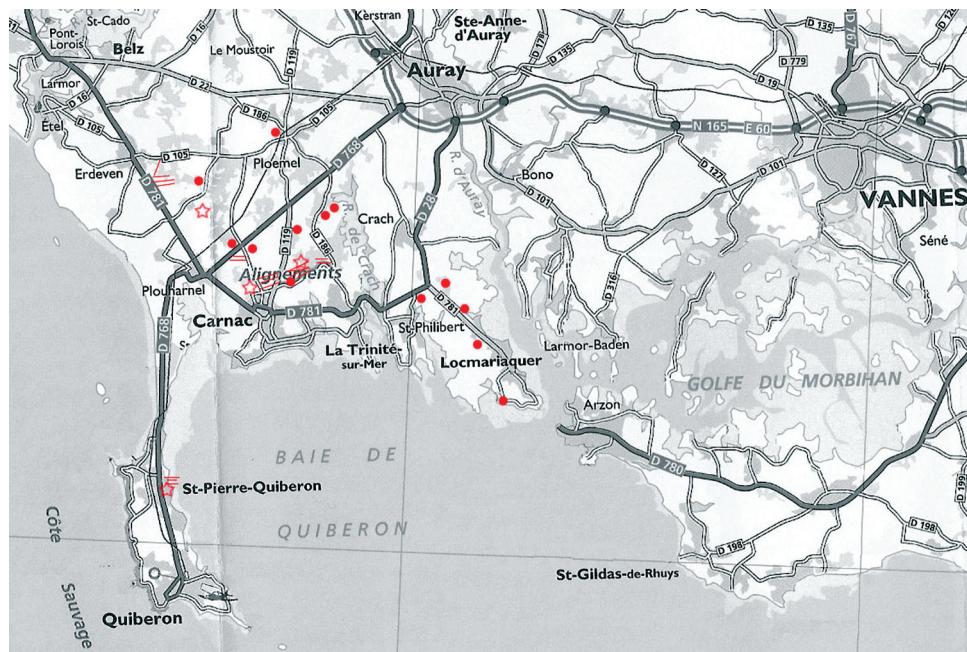 St-Cado
Pont-
Lorois
Belz
D 16
Le Moustoir
D 119
Kerstran
Ste-Anne-
d'Auray
D 135
D 135
D 767
D 779
D 19
Auray
Larmor
D 16
D 22
D 186
D 105
Étel
D 105
D 105
Ploemel
D 768
Erdeven
D 781
R. d'Auray
N 165
E 60
D 127
D 101
Bono
D 101
VANNES
Crach
D 28
R. de Crach
D 119
D 186
Séné
Alignements
Plouharnel
D 316
D 781
Carnac
D 781
St-Philibert
D 768
La Trinité-
sur-Mer
Locmariaquer
Larmor-Baden
GOLFE DU MORBIHAN
Arzon
BAIE DE
QUIBERON
D 780
St-Pierre-Quiberon
D 199
D 198
D 198
Côte
Sauvage
St-Gildas-de-Rhuys
Quiberon